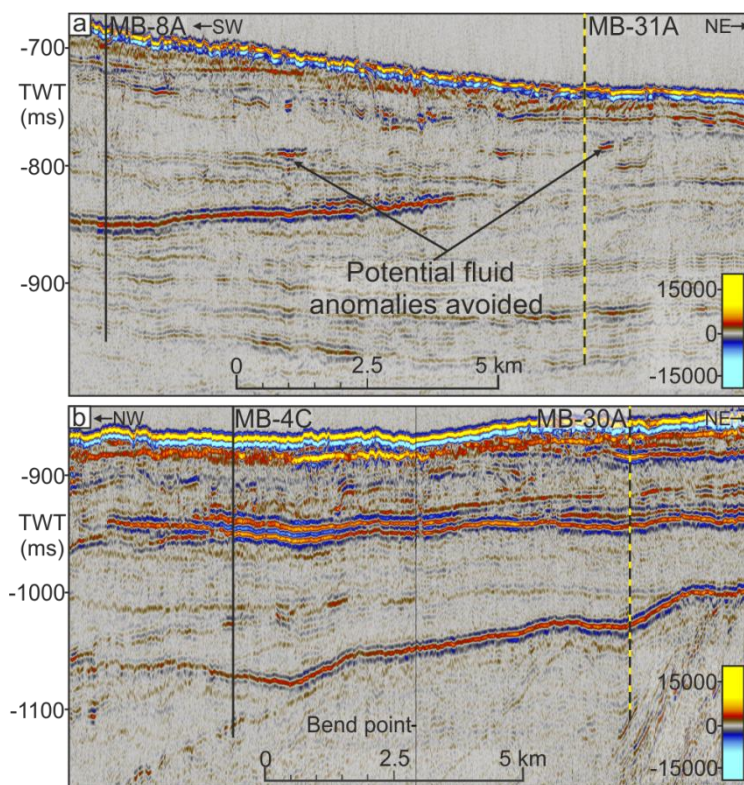 a
MB-8A
←SW
MB-31A
NE→
-700
TWT
(ms)
-800
-900
Potential fluid
anomalies avoided
0 2.5 5 km
15000
0
-15000
b
←NW
MB-4C
MB-30A
NE→
-900
TWT
(ms)
-1000
-1100
Bend point-
0 2.5 5 km
15000
0
-15000